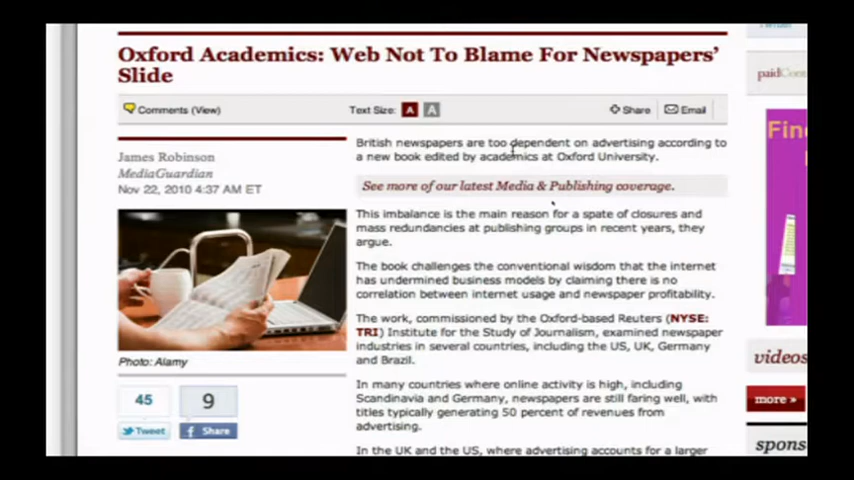 Oxford Academics: Web Not To Blame For Newspapers'
Slide
Comments (View)
Text Size: A A
Share
Email
James Robinson
MediaGuardian
Nov 22, 2010 4:37 AM ET
Photo: Alamy
45
9
Tweet
Share
British newspapers are too dependent on advertising according to
a new book edited by academics at Oxford University.
See more of our latest Media & Publishing coverage.
This imbalance is the main reason for a spate of closures and
mass redundancies at publishing groups in recent years, they
argue.
The book challenges the conventional wisdom that the internet
has undermined business models by claiming there is no
correlation between internet usage and newspaper profitability.
The work, commissioned by the Oxford-based Reuters (NYSE:
TRI) Institute for the Study of Journalism, examined newspaper
industries in several countries, including the US, UK, Germany
and Brazil.
In many countries where online activity is high, including
Scandinavia and Germany, newspapers are still faring well, with
titles typically generating 50 percent of revenues from
advertising.
In the UK and the US, where advertising accounts for a larger
paidCon
Fin
videos
more »
spons